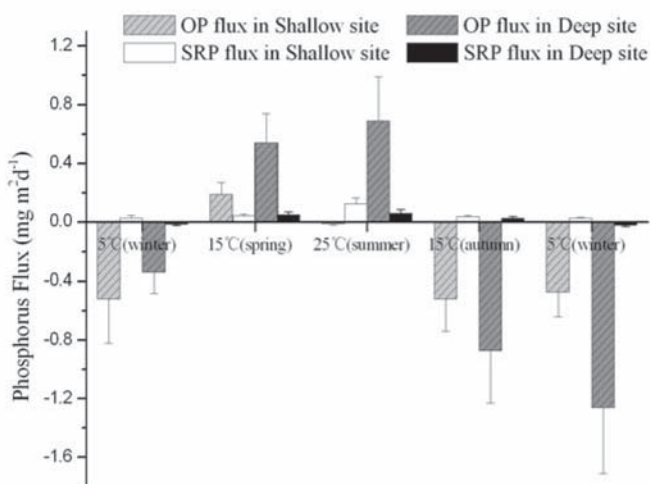 OP flux in Shallow site
OP flux in Deep site
SRP flux in Shallow site
SRP flux in Deep site
Phosphorus Flux (mg m²d⁻¹)
1.2
0.8
0.4
0.0
-0.4
-0.8
-1.2
-1.6
5℃(winter)
15℃(spring)
25℃(summer)
15℃(autumn)
5℃(winter)